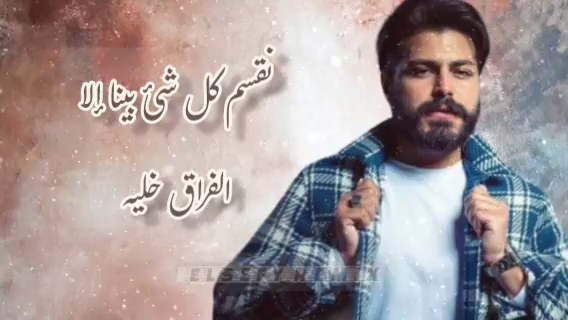 نقسم كل شئ بينا إلا
الفراق خليه